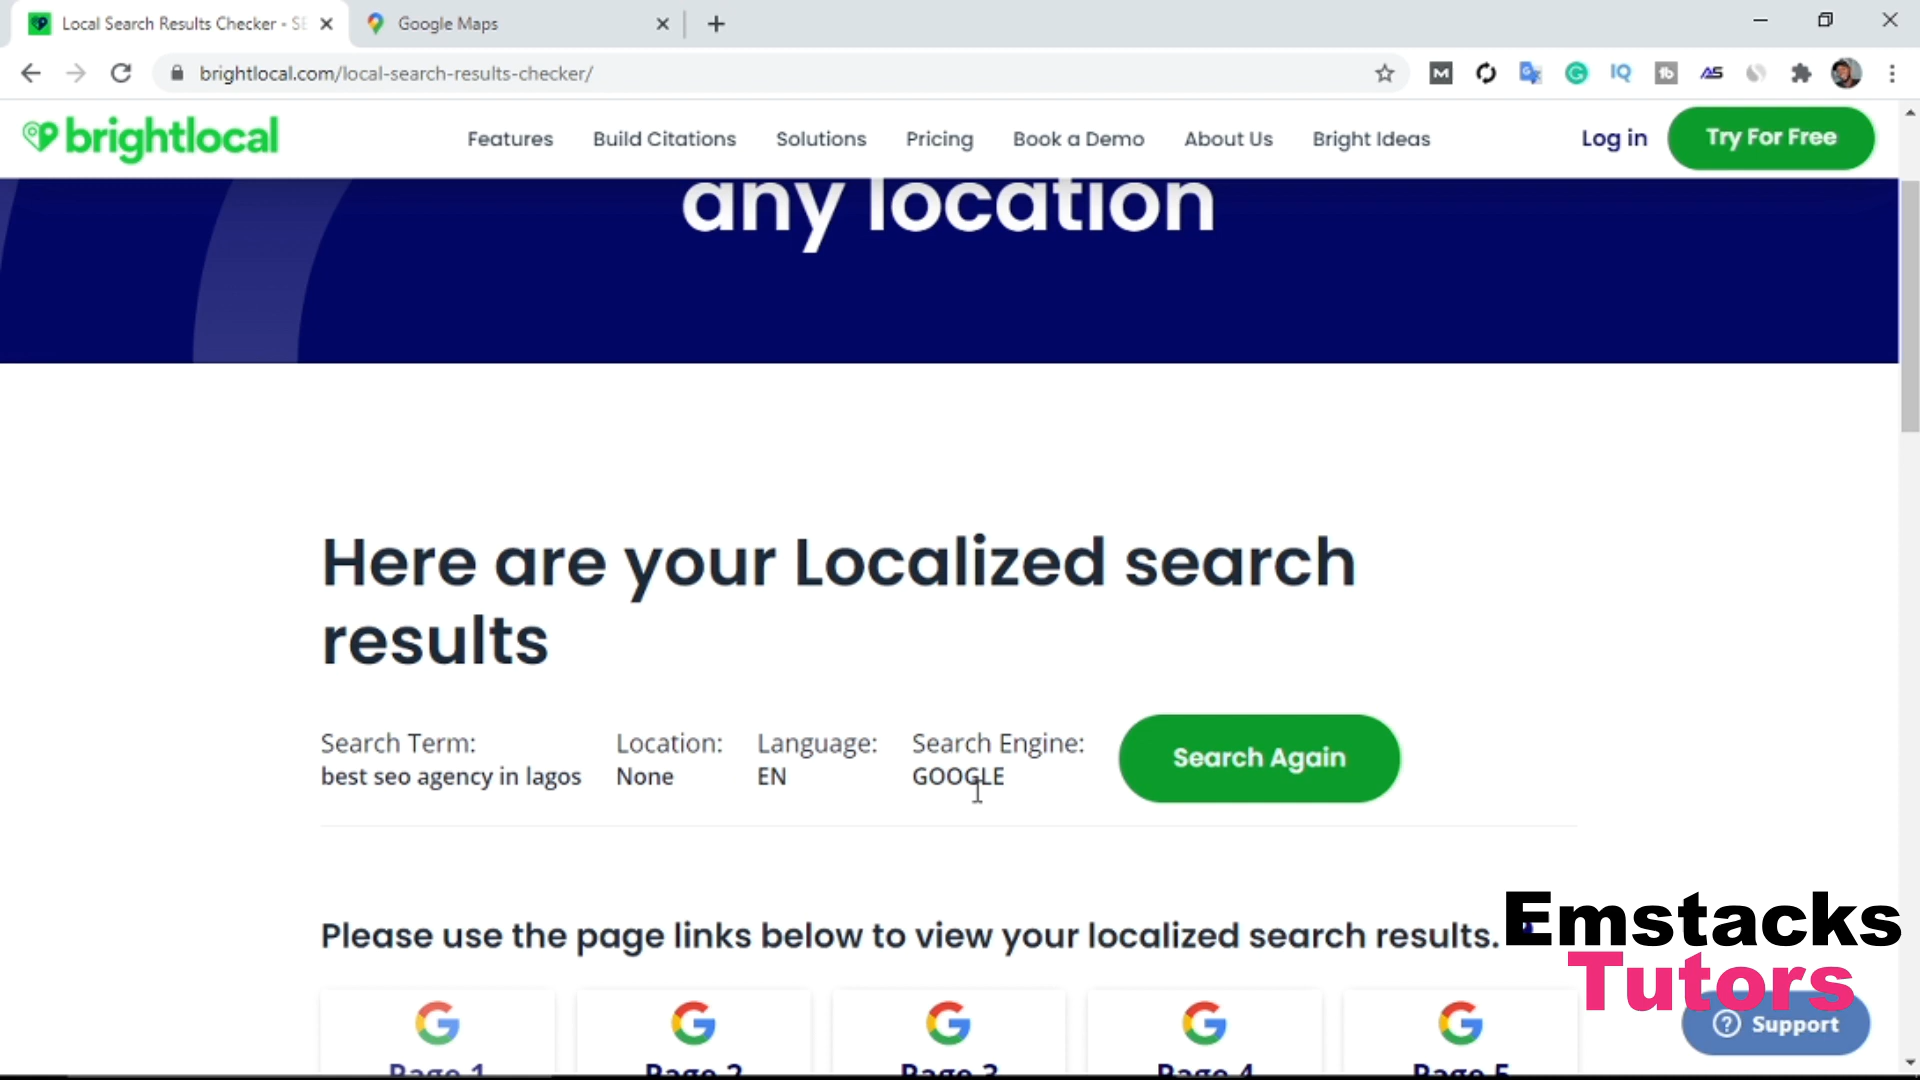 Local Search Results Checker - SE
Google Maps
brightlocal.com/local-search-results-checker/
brightlocal
Features
Build Citations
Solutions
Pricing
Book a Demo
About Us
Bright Ideas
Log in
Try For Free
any location
Here are your Localized search
results
Search Term:
best seo agency in lagos
Location:
None
Language:
EN
Search Engine:
GOOGLE
Search Again
Please use the page links below to view your localized search results.
Emstacks
Tutors
Page 1
Page 2
Page 3
Page 4
Page 5
Support